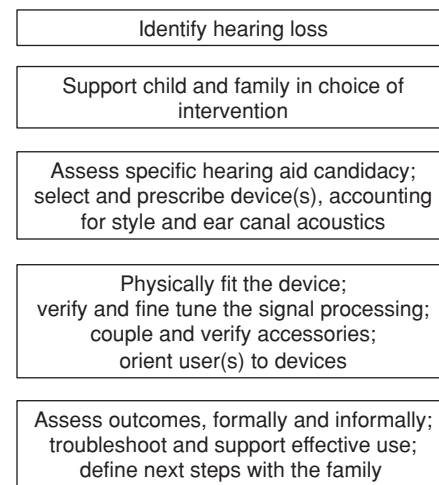 Identify hearing loss
Support child and family in choice of
intervention
Assess specific hearing aid candidacy;
select and prescribe device(s), accounting
for style and ear canal acoustics
Physically fit the device;
verify and fine tune the signal processing;
couple and verify accessories;
orient user(s) to devices
Assess outcomes, formally and informally;
troubleshoot and support effective use;
define next steps with the family